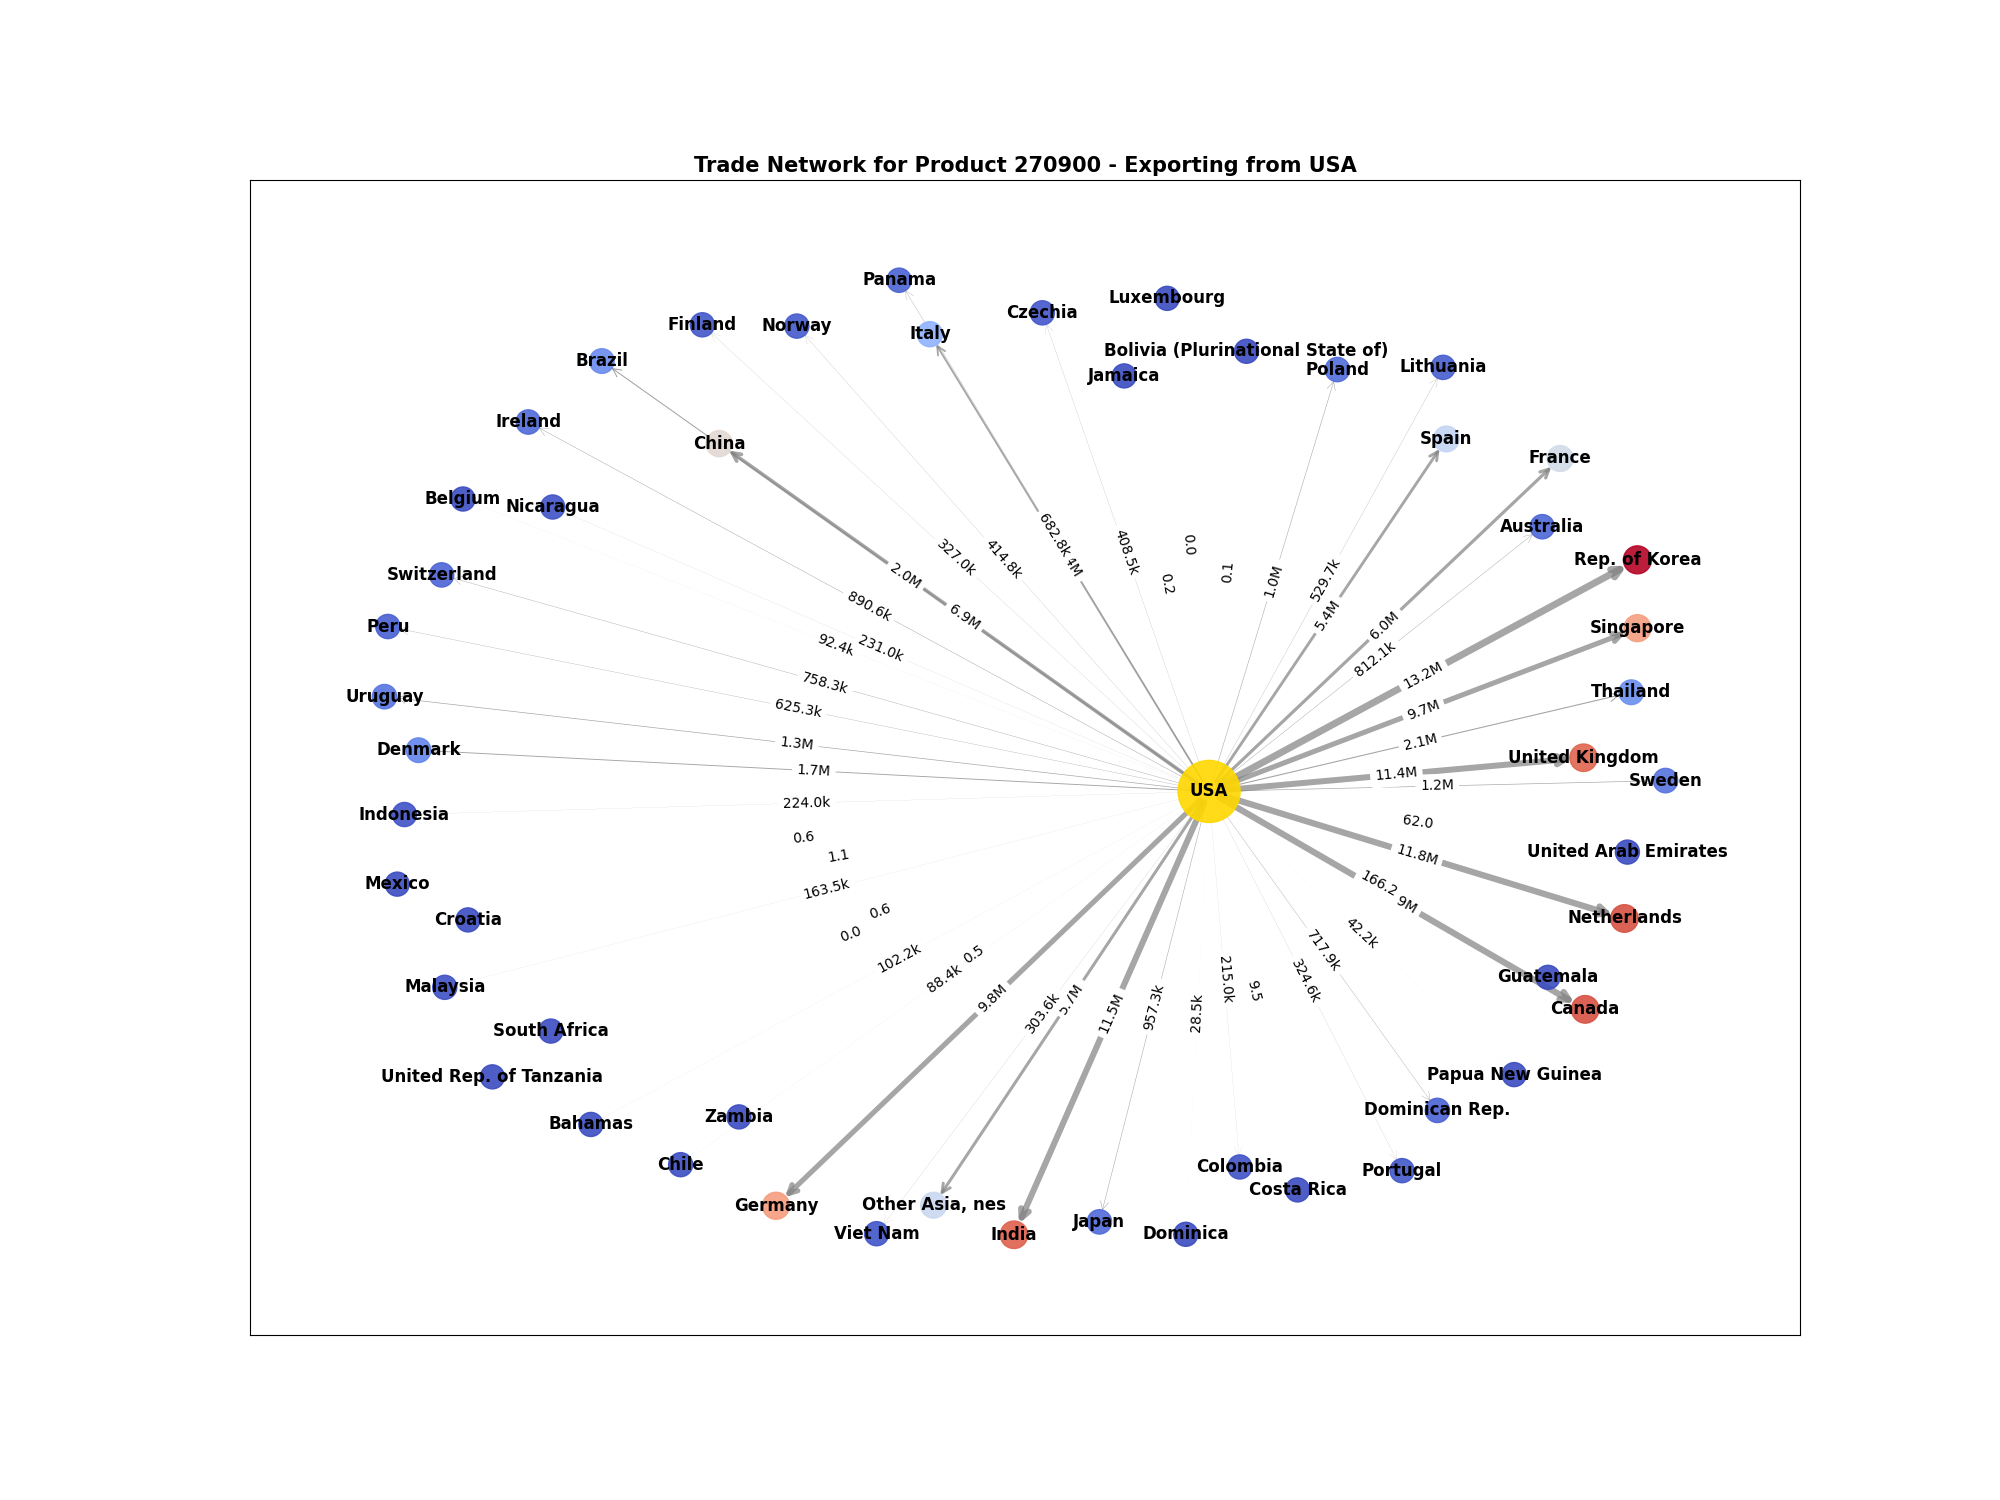 Trade Network for Product 270900 - Exporting from USA
Panama
Luxembourg
Czechia
Finland
Norway
Italy
Bolivia (Plurinational State of)
Brazil
Jamaica
Poland
Lithuania
Ireland
China
Spain
France
Belgium
Nicaragua
Australia
682.8k
408.5k
0.0
327.0k
414.8k
Rep. of Korea
Switzerland
2.0M
0.2
0.1
1.0M
529.7k
890.6k
6.9M
5.4M
6.0M
Peru
Singapore
92.4k
231.0k
812.1k
758.3k
13.2M
Uruguay
625.3k
9.7M
Thailand
Denmark
1.3M
2.1M
United Kingdom
1.7M
11.4M
Sweden
1.2M
USA
Indonesia
224.0k
62.0
0.6
1.1
11.8M
United Arab Emirates
Mexico
163.5k
166.2
9M
Croatia
0.6
0.0
42.2k
Netherlands
102.2k
88.4k
0.5
717.9k
Malaysia
9.8M
215.0k
9.5
324.6k
Guatemala
303.6k
11.5M
957.3k
28.5k
Canada
South Africa
United Rep. of Tanzania
Papua New Guinea
Bahamas
Zambia
Dominican Rep.
Chile
Colombia
Portugal
Costa Rica
Germany
Other Asia, nes
Viet Nam
India
Japan
Dominica